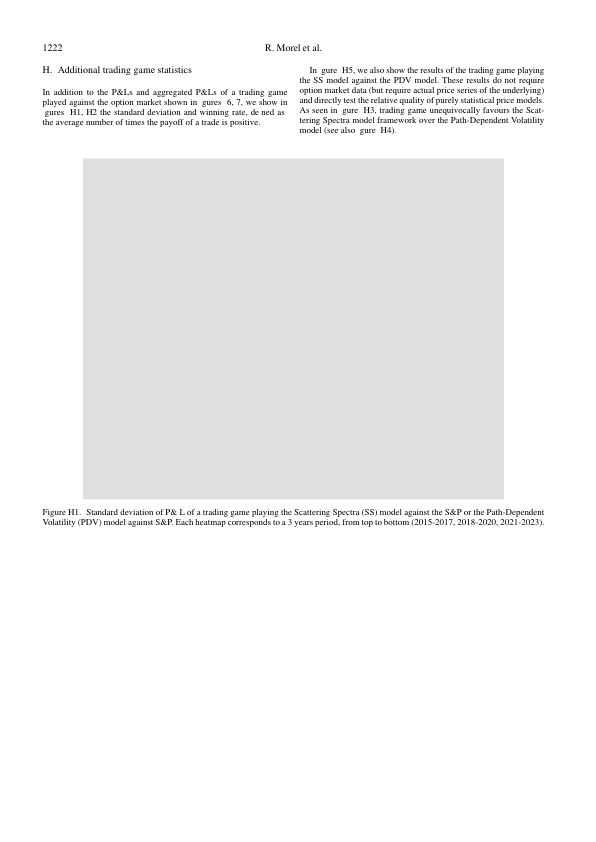 1222
R. Morel et al.
H. Additional trading game statistics
In addition to the P&Ls and aggregated P&Ls of a trading game
played against the option market shown in gures 6, 7, we show in
gures H1, H2 the standard deviation and winning rate, de ned as
the average number of times the payoff of a trade is positive.
In gure H5, we also show the results of the trading game playing
the SS model against the PDV model. These results do not require
option market data (but require actual price series of the underlying)
and directly test the relative quality of purely statistical price models.
As seen in gure H3, trading game unequivocally favours the Scat-
tering Spectra model framework over the Path-Dependent Volatility
model (see also gure H4).
Figure H1. Standard deviation of P& L of a trading game playing the Scattering Spectra (SS) model against the S&P or the Path-Dependent
Volatility (PDV) model against S&P. Each heatmap corresponds to a 3 years period, from top to bottom (2015-2017, 2018-2020, 2021-2023).